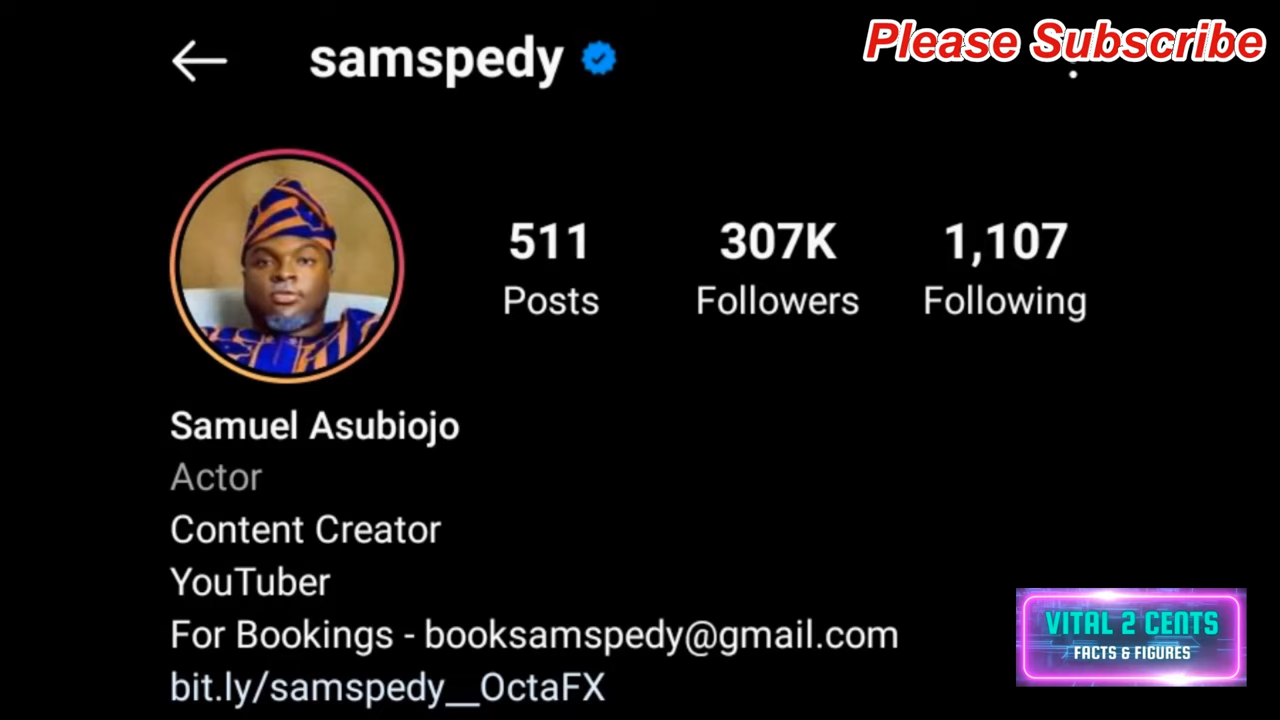 samspedy
Please Subscribe
511
307K
1,107
Posts
Followers
Following
Samuel Asubiojo
Actor
Content Creator
YouTuber
For Bookings - booksamspedy@gmail.com
bit.ly/samspedy__OctaFX
VITAL 2 CENTS
FACTS & FIGURES